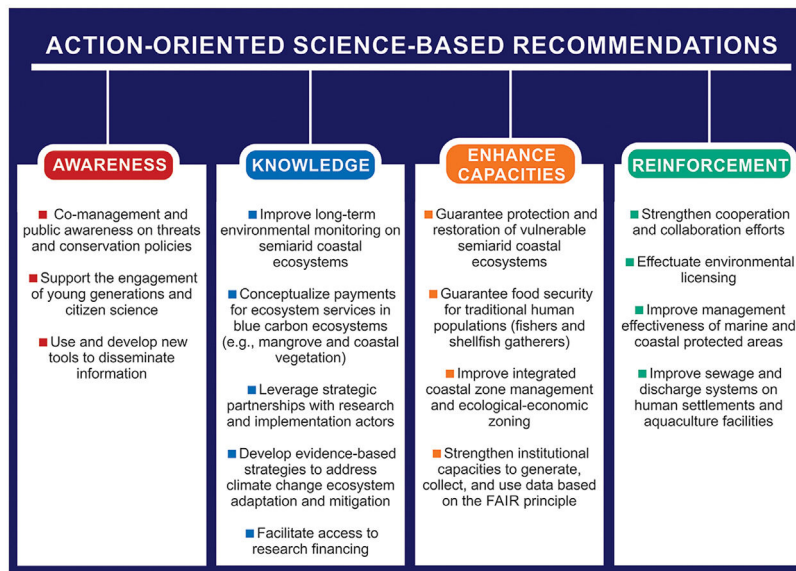 ACTION-ORIENTED SCIENCE-BASED RECOMMENDATIONS
AWARENESS
Co-management and
public awareness on threats
and conservation policies
Support the engagement
of young generations and
citizen science
Use and develop new
tools to disseminate
information
KNOWLEDGE
Improve long-term
environmental monitoring on
semiarid coastal
ecosystems
Conceptualize payments
for ecosystem services in
blue carbon ecosystems
(e.g., mangrove and coastal
vegetation)
Leverage strategic
partnerships with research
and implementation actors
Develop evidence-based
strategies to address
climate change ecosystem
adaptation and mitigation
Facilitate access to
research financing
ENHANCE
CAPACITIES
Guarantee protection and
restoration of vulnerable
semiarid coastal
ecosystems
Guarantee food security
for traditional human
populations (fishers and
shellfish gatherers)
Improve integrated
coastal zone management
and ecological-economic
zoning
Strengthen institutional
capacities to generate,
collect, and use data based
on the FAIR principle
REINFORCEMENT
Strengthen cooperation
and collaboration efforts
Effectuate environmental
licensing
Improve management
effectiveness of marine and
coastal protected areas
Improve sewage and
discharge systems on
human settlements and
aquaculture facilities